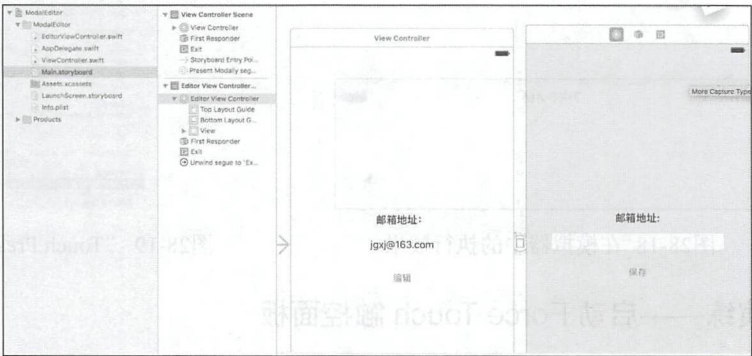 ModalEditor
ModalEditor
EditorViewController.swift
AppDelegate.swift
ViewController.swift
Main.storyboard
Assets.xcassets
LaunchScreen.storyboard
Info.plist
Products
View Controller Scene
View Controller
First Responder
Exit
Storyboard Entry Poi...
Present Modally seg...
Editor View Controller...
Editor View Controller
Top Layout Guide
Bottom Layout G...
View
First Responder
Exit
Unwind segue to "Ex...
View Controller
邮箱地址：
jgxj@163.com
编辑
More Capture Type
邮箱地址：
保存